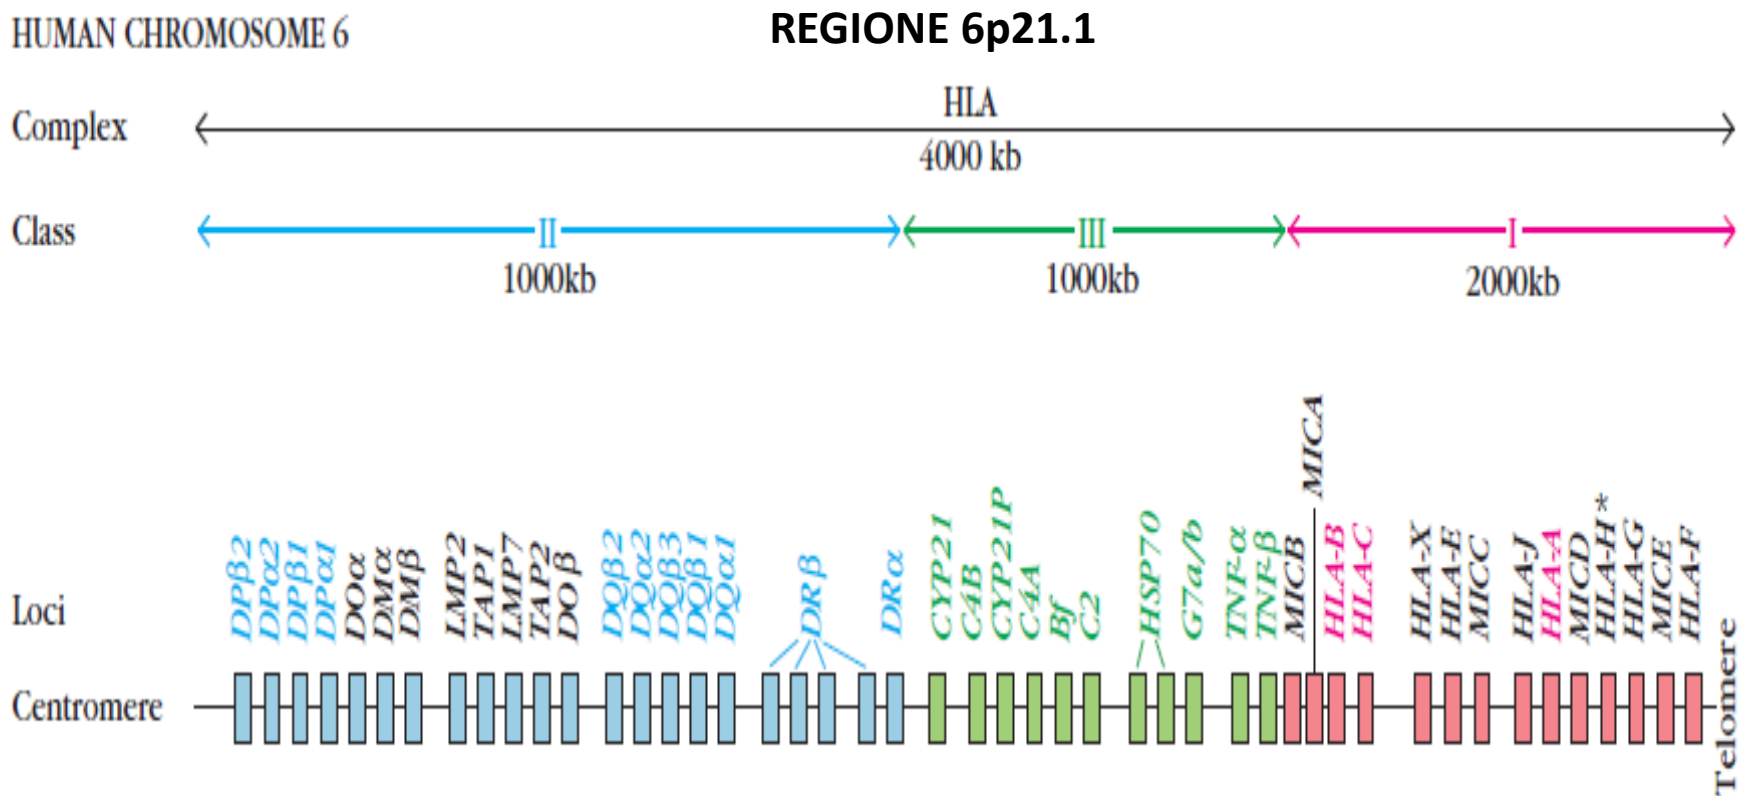 HUMAN CHROMOSOME 6
REGIONE 6p21.1
Complex
HLA
4000 kb
Class
II
III
I
1000kb
1000kb
2000kb
Loci
DPβ2
DPα2
DPβ1
DPα1
DOα
DMα
DMβ
LMP2
TAP1
LMP7
TAP2
DOβ
DQβ2
DQα2
DQβ3
DQβ1
DQα1
DRβ
DRα
CYP21
C4B
CYP21P
C4A
Bf
C2
HSP70
G7a/b
TNF-α
TNF-β
MICB
MICA
HLA-B
HLA-C
HLA-X
HLA-E
MICC
HLA-J
HLA-A
MICD
HLA-H*
HLA-G
MICE
HLA-F
Centromere
Telomere